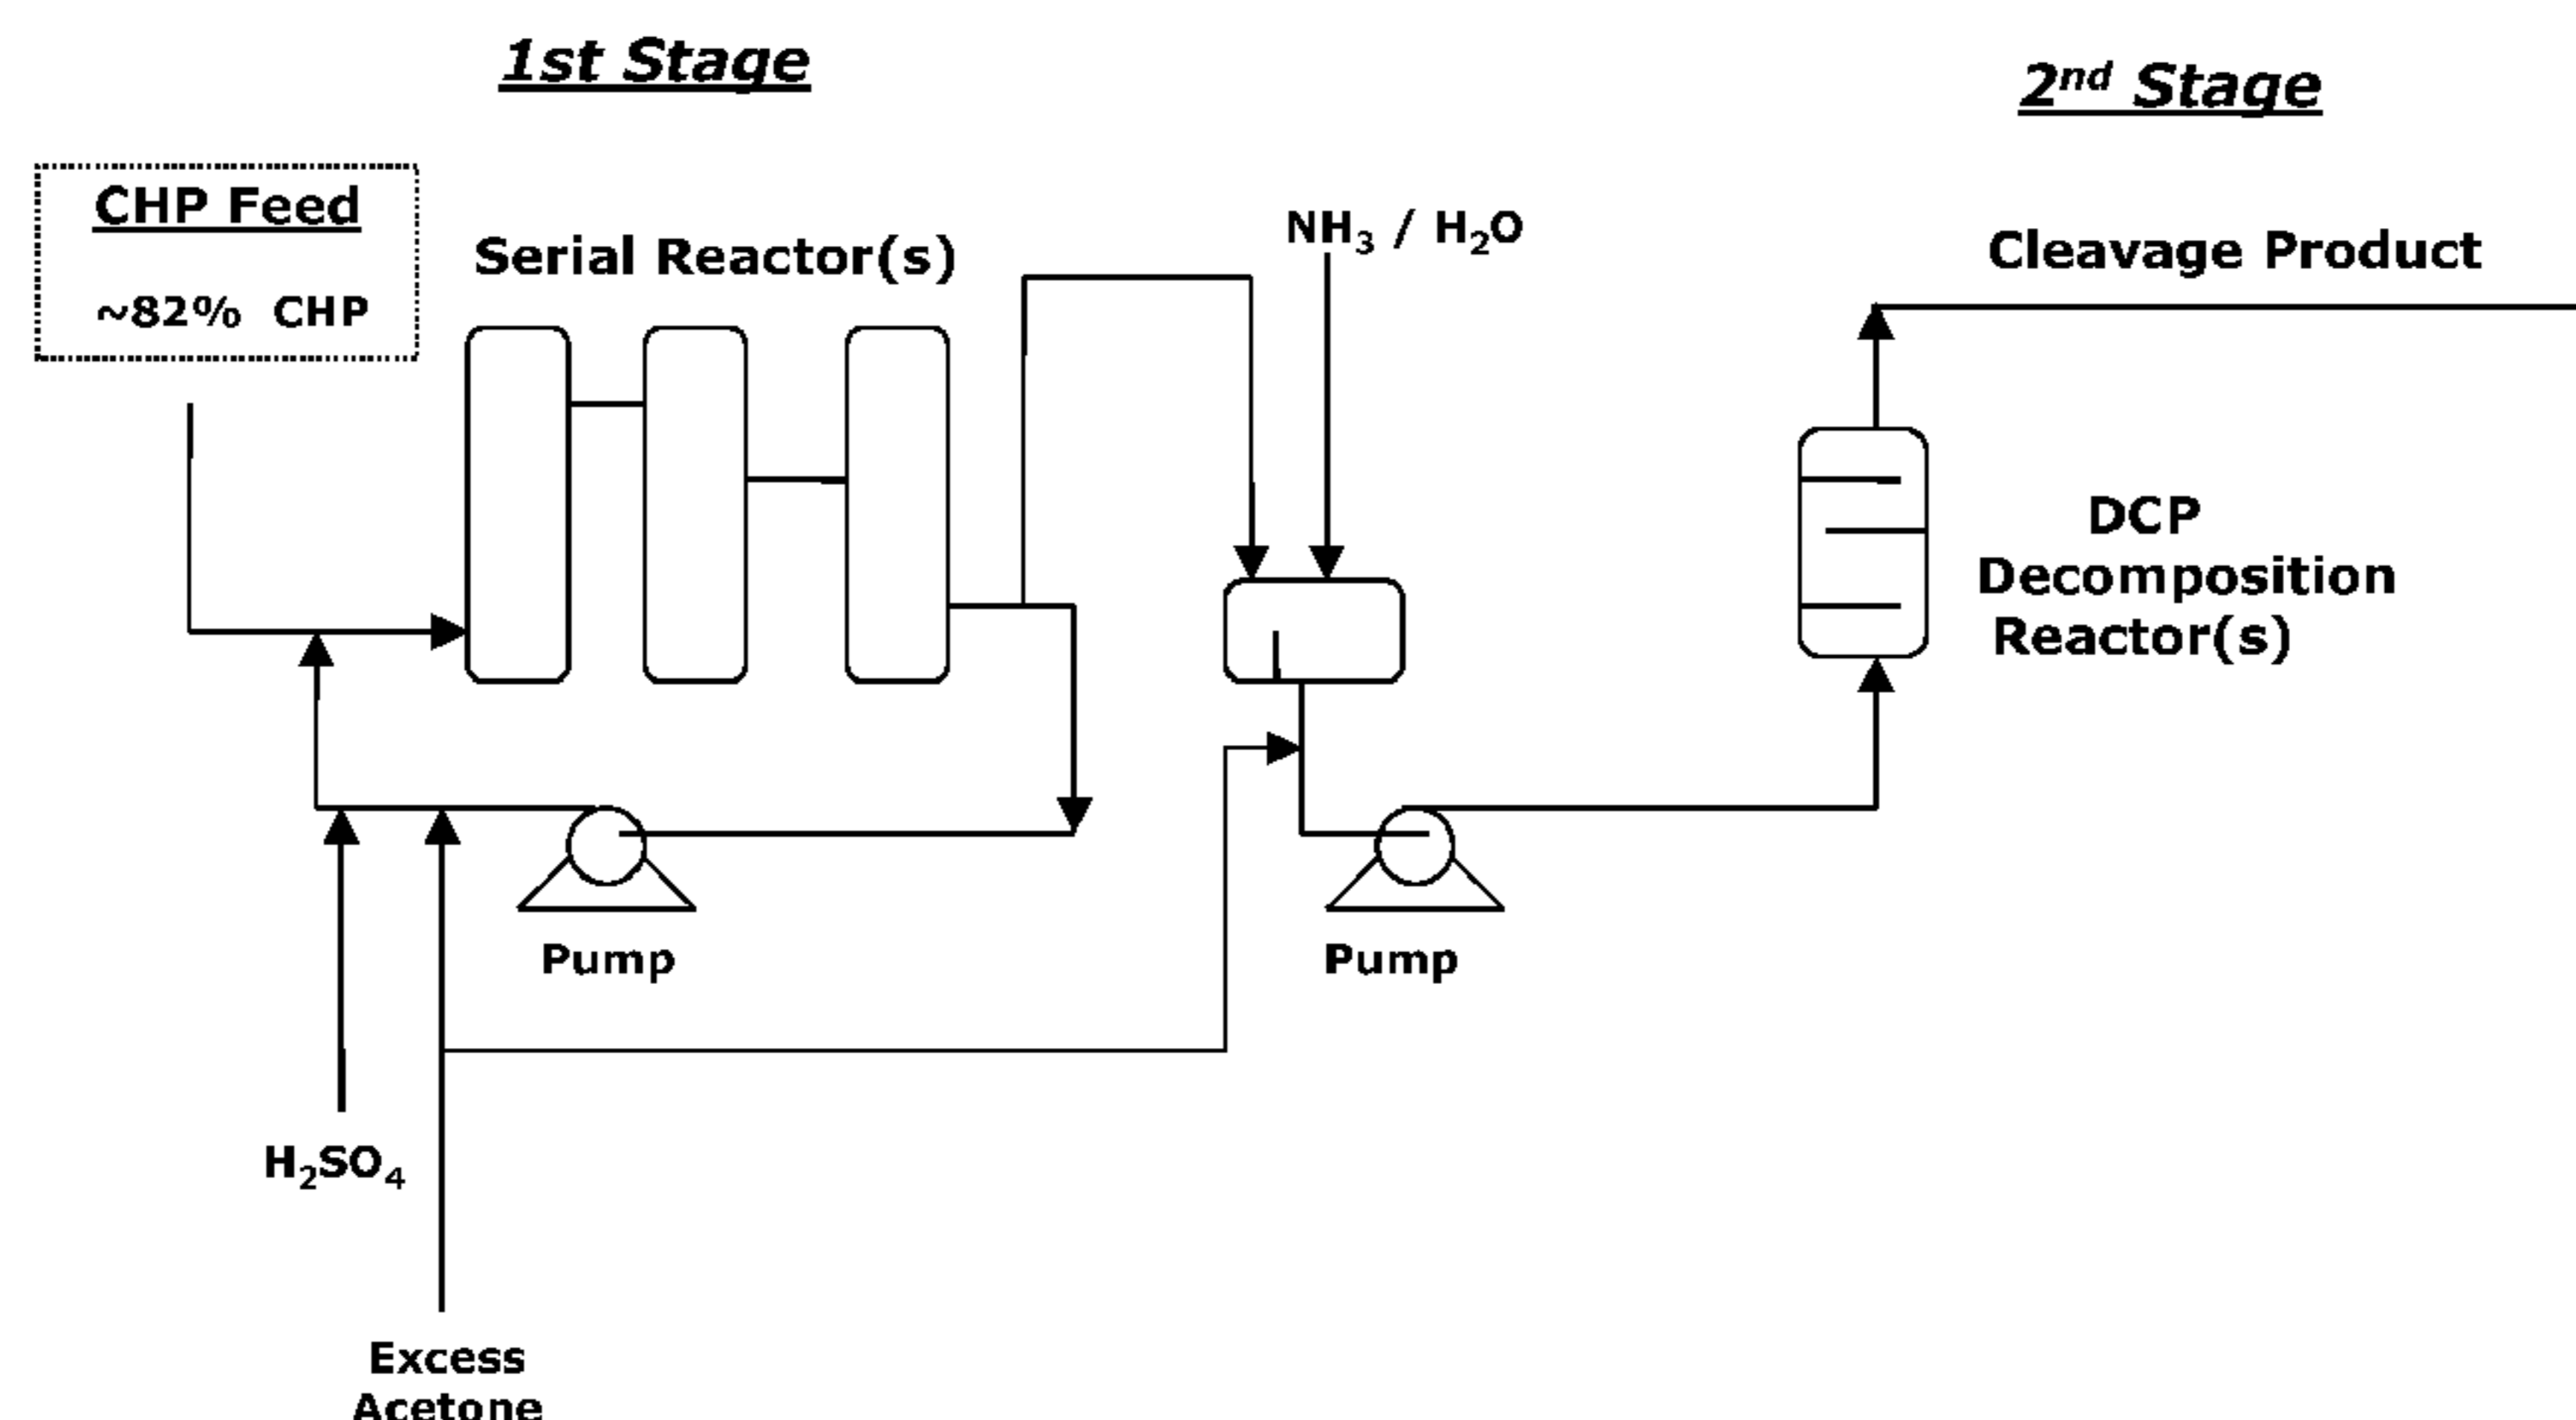 1st Stage
2nd Stage
CHP Feed
~82% CHP
Serial Reactor(s)
NH3 / H2O
Cleavage Product
DCP
Decomposition
Reactor(s)
Pump
Pump
H2SO4
Excess
Acetone